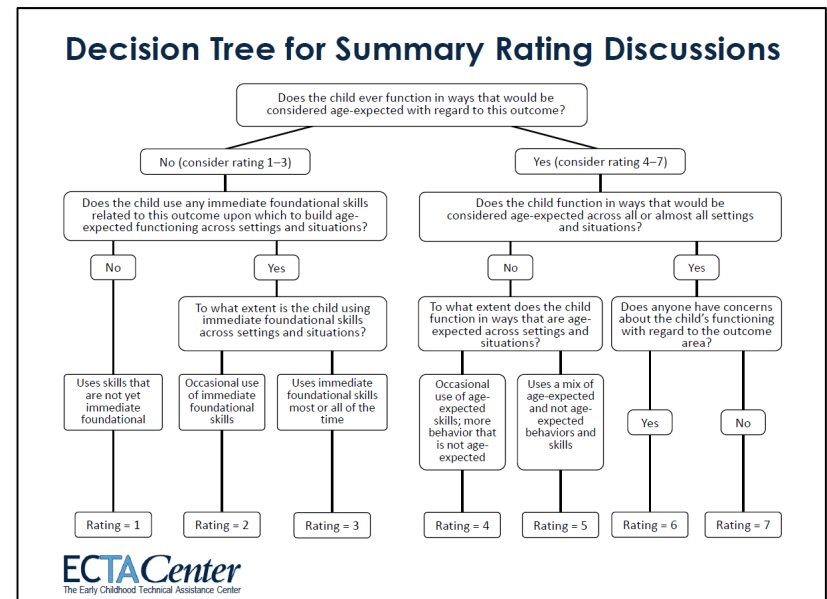 Decision Tree for Summary Rating Discussions
Does the child ever function in ways that would be
considered age-expected with regard to this outcome?
No (consider rating 1–3)
Yes (consider rating 4–7)
Does the child use any immediate foundational skills
related to this outcome upon which to build age-
expected functioning across settings and situations?
Does the child function in ways that would be
considered age-expected across all or almost all settings
and situations?
No
Yes
No
Yes
To what extent is the child using
immediate foundational skills
across settings and situations?
To what extent does the child
function in ways that are age-
expected across settings and
situations?
Does anyone have concerns
about the child's functioning
with regard to the outcome
area?
Uses skills that
are not yet
immediate
foundational
Occasional use
of immediate
foundational
skills
Uses immediate
foundational skills
most or all of the
time
Occasional
use of age-
expected
skills; more
behavior that
is not age-
expected
Uses a mix of
age-expected
and not age-
expected
behaviors and
skills
Yes
No
Rating = 1
Rating = 2
Rating = 3
Rating = 4
Rating = 5
Rating = 6
Rating = 7
ECTACenter
The Early Childhood Technical Assistance Center